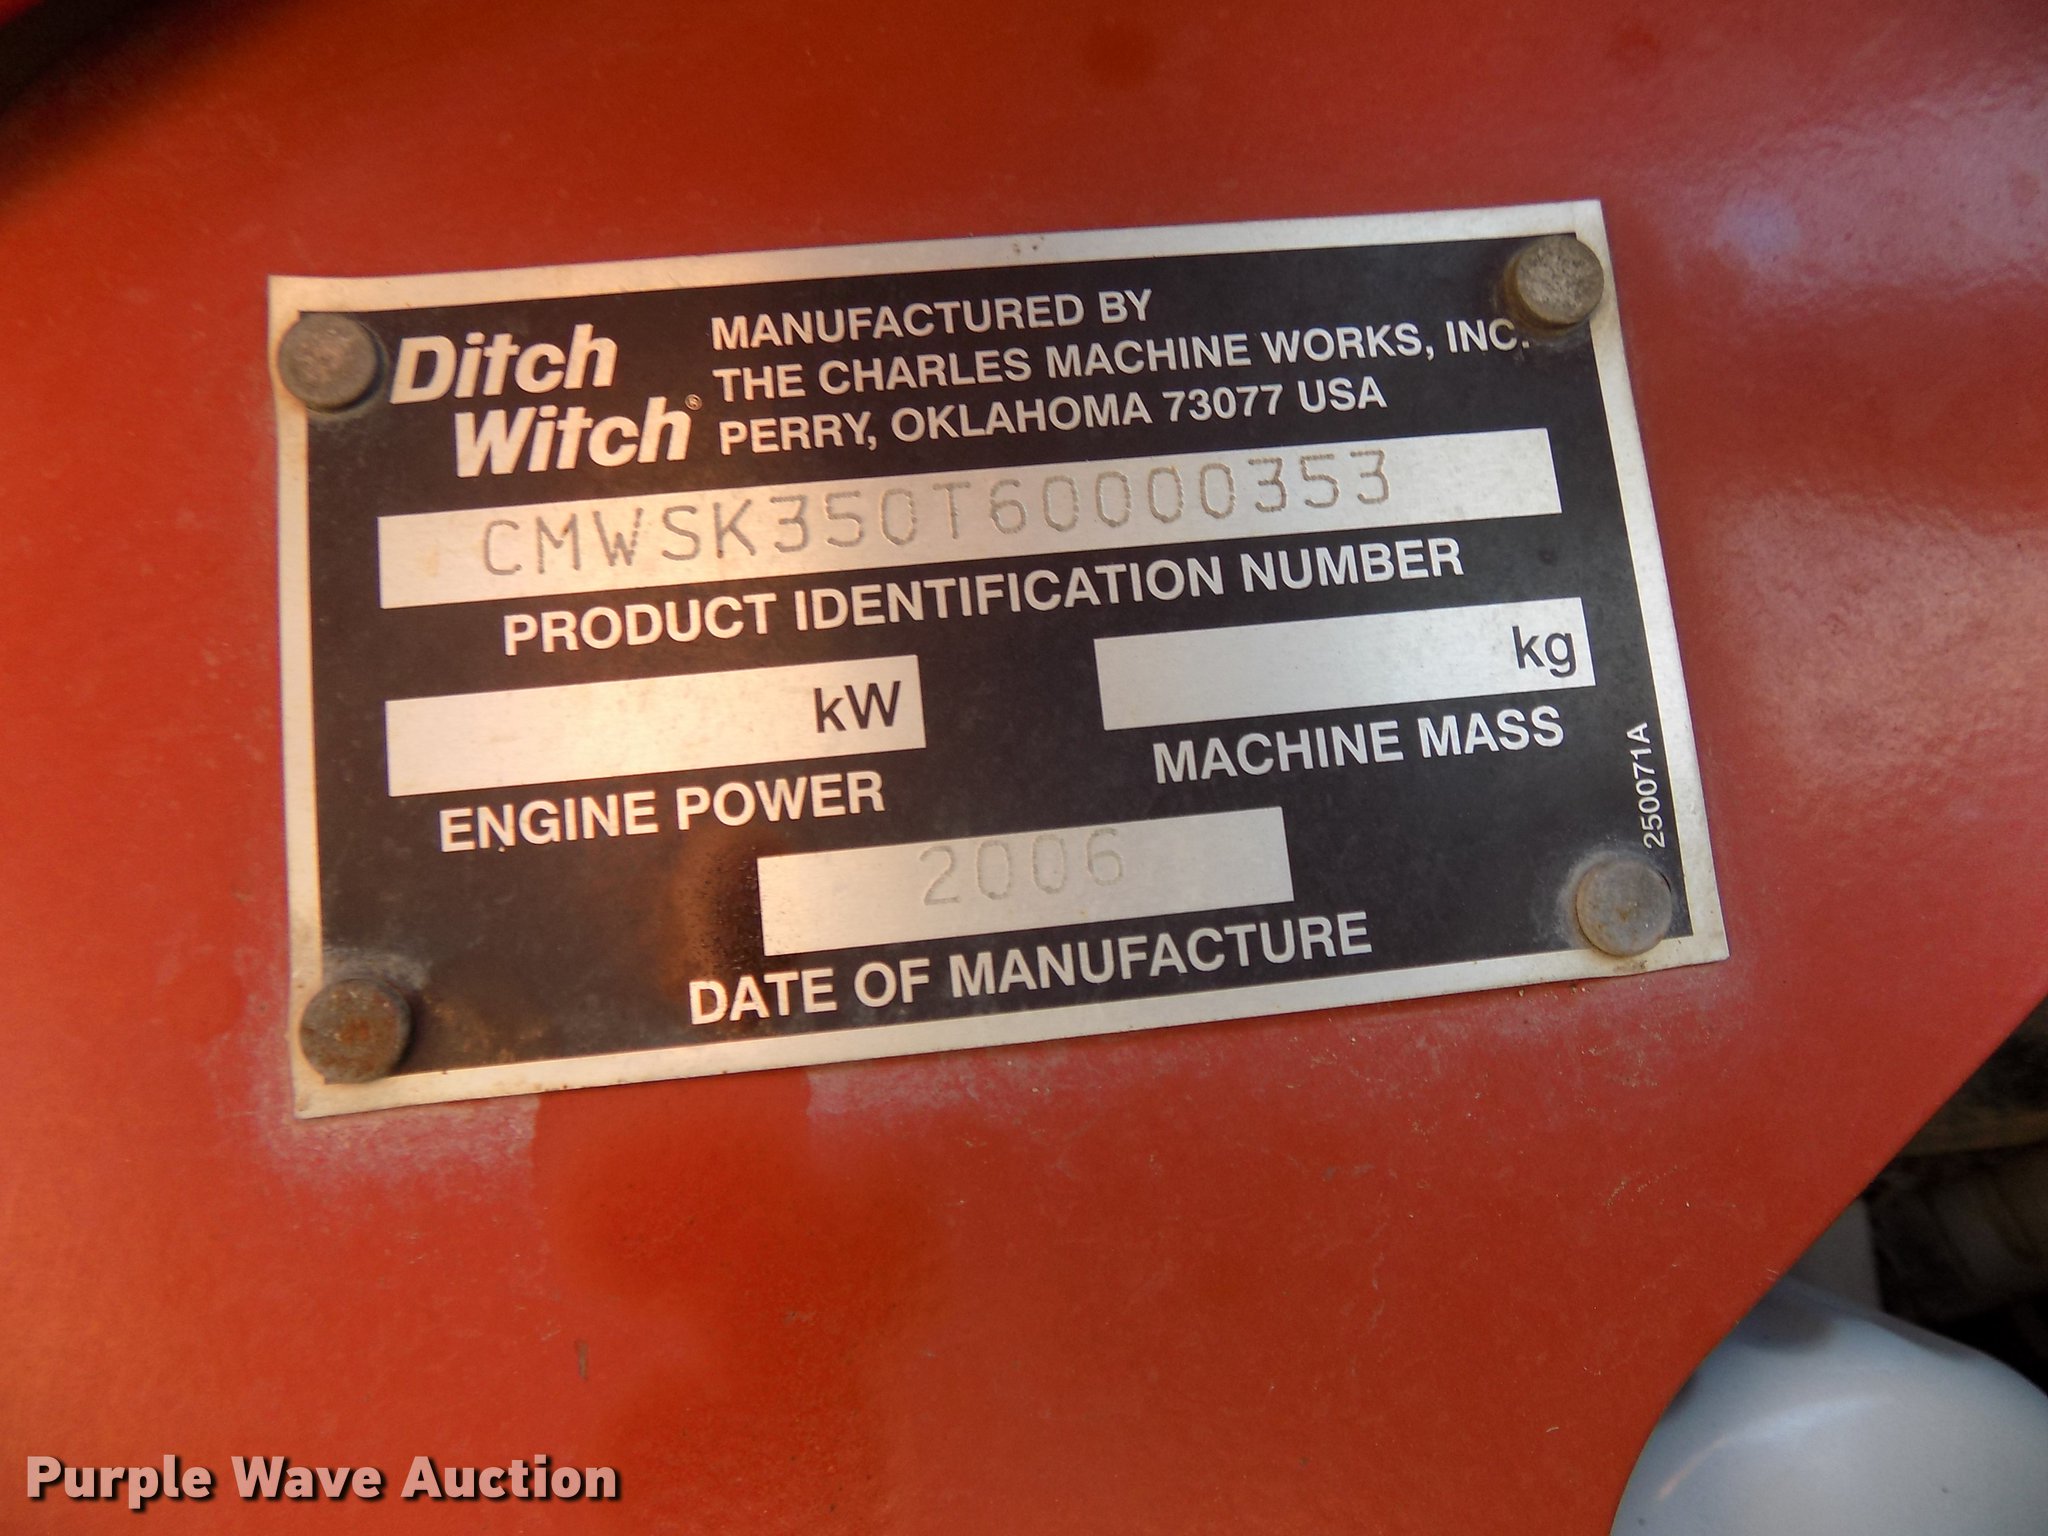 Ditch
Witch®
MANUFACTURED BY
THE CHARLES MACHINE WORKS, INC.
PERRY, OKLAHOMA 73077 USA
CMWSK350T60000353
PRODUCT IDENTIFICATION NUMBER
kW
ENGINE POWER
kg
MACHINE MASS
2006
DATE OF MANUFACTURE
250071A
Purple Wave Auction